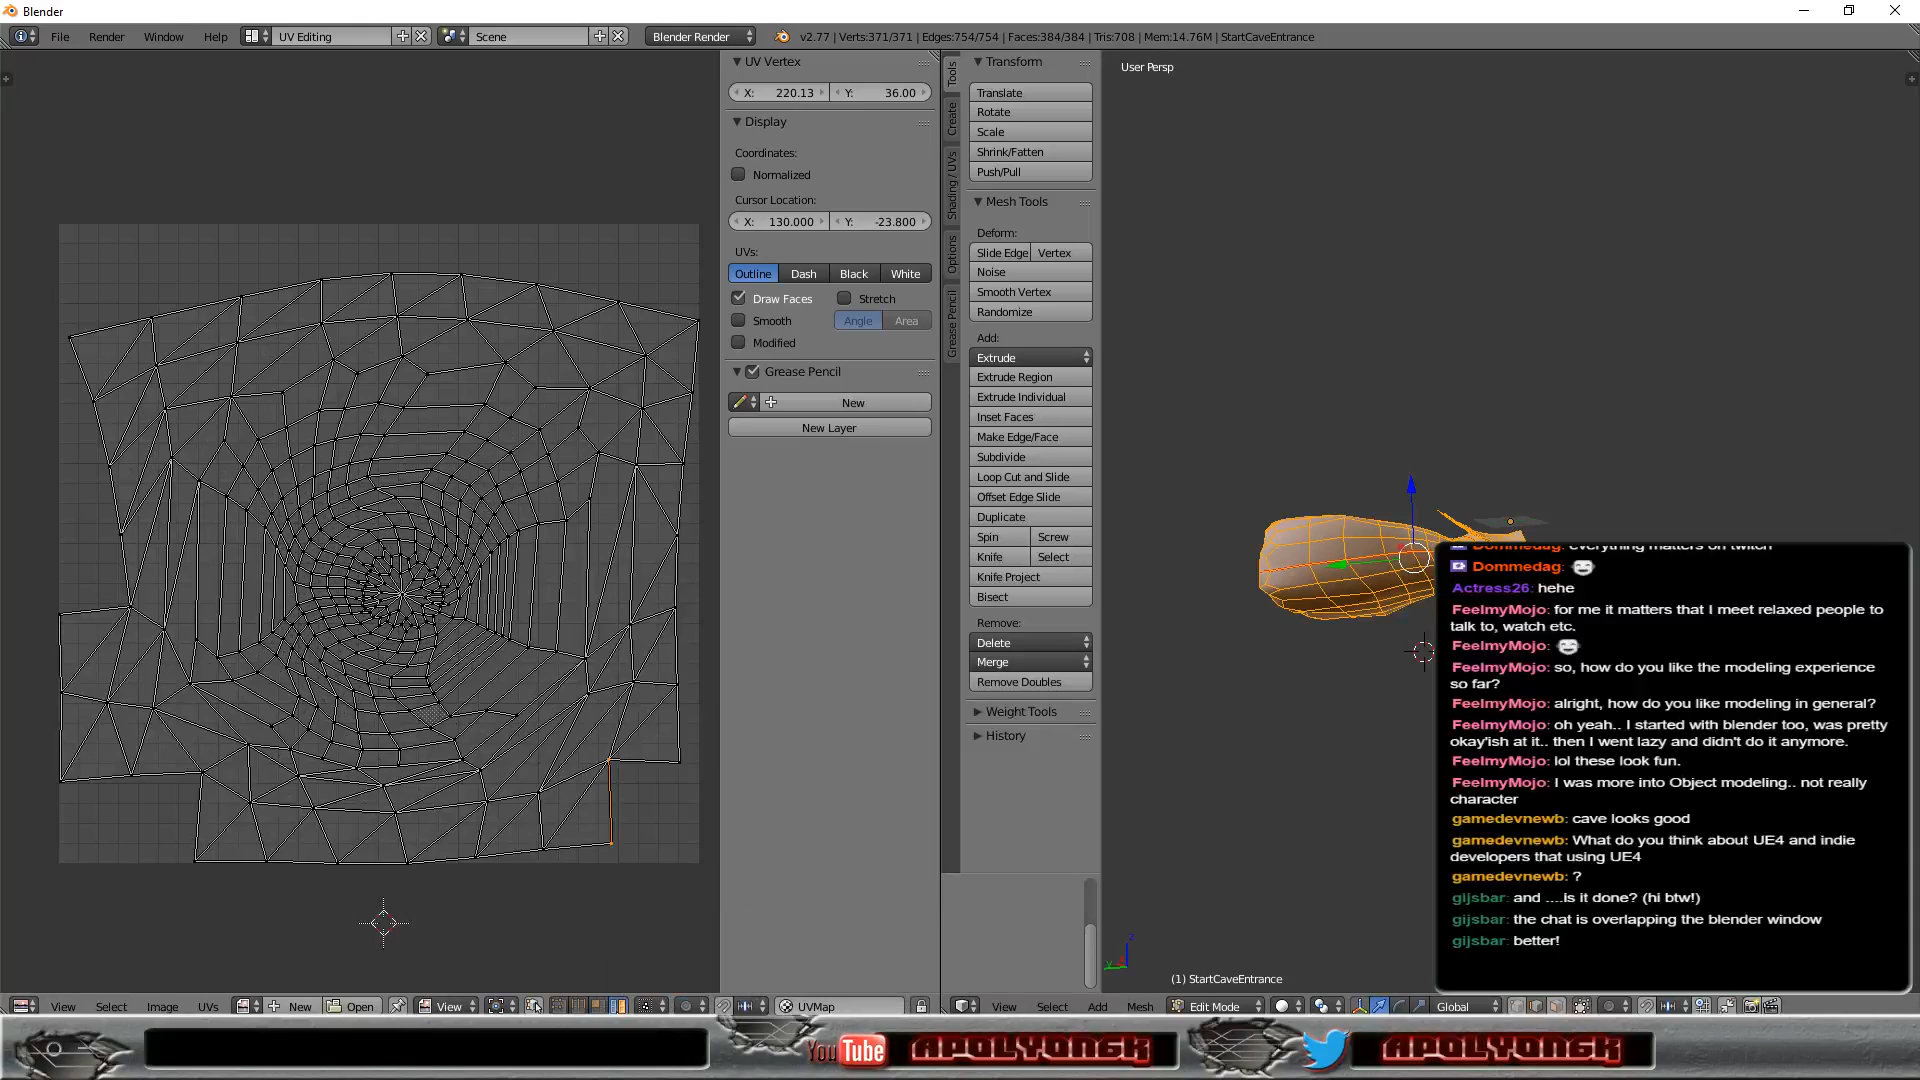 Blender
File Render Window Help UV Editing Scene Blender Render v2.77 | Verts:371/371 | Edges:754/754 | Faces:384/384 | Tris:708 | Mem:14.76M | StartCaveEntrance
UV Vertex
X: 220.13 Y: 36.00
Display
Coordinates:
Normalized
Cursor Location:
X: 130.000 Y: -23.800
UVs:
Outline Dash Black White
Draw Faces Stretch
Smooth Angle Area
Modified
Grease Pencil
New
New Layer
Tools
Create
Shading / UVs
Options
Grease Pencil
Transform
Translate
Rotate
Scale
Shrink/Fatten
Push/Pull
Mesh Tools
Deform:
Slide Edge Vertex
Noise
Smooth Vertex
Randomize
Add:
Extrude
Extrude Region
Extrude Individual
Inset Faces
Make Edge/Face
Subdivide
Loop Cut and Slide
Offset Edge Slide
Duplicate
Spin Screw
Knife Select
Knife Project
Bisect
Remove:
Delete
Merge
Remove Doubles
Weight Tools
History
User Persp
Dommedag: everything matters on twitch
Dommedag:
Actress26: hehe
FeelmyMojo: for me it matters that I meet relaxed people to
talk to, watch etc.
FeelmyMojo:
FeelmyMojo: so, how do you like the modeling experience
so far?
FeelmyMojo: alright, how do you like modeling in general?
FeelmyMojo: oh yeah.. I started with blender too, was pretty
okay'ish at it.. then I went lazy and didn't do it anymore.
FeelmyMojo: lol these look fun.
FeelmyMojo: I was more into Object modeling.. not really
character
gamedevnewb: cave looks good
gamedevnewb: What do you think about UE4 and indie
developers that using UE4
gamedevnewb: ?
gijsbar: and ....is it done? (hi btw!)
gijsbar: the chat is overlapping the blender window
gijsbar: better!
z
y
(1) StartCaveEntrance
View Select Image UVs New Open View UVMap
View Select Add Mesh Edit Mode Global
YouTube APOLYON6K APOLYON6K